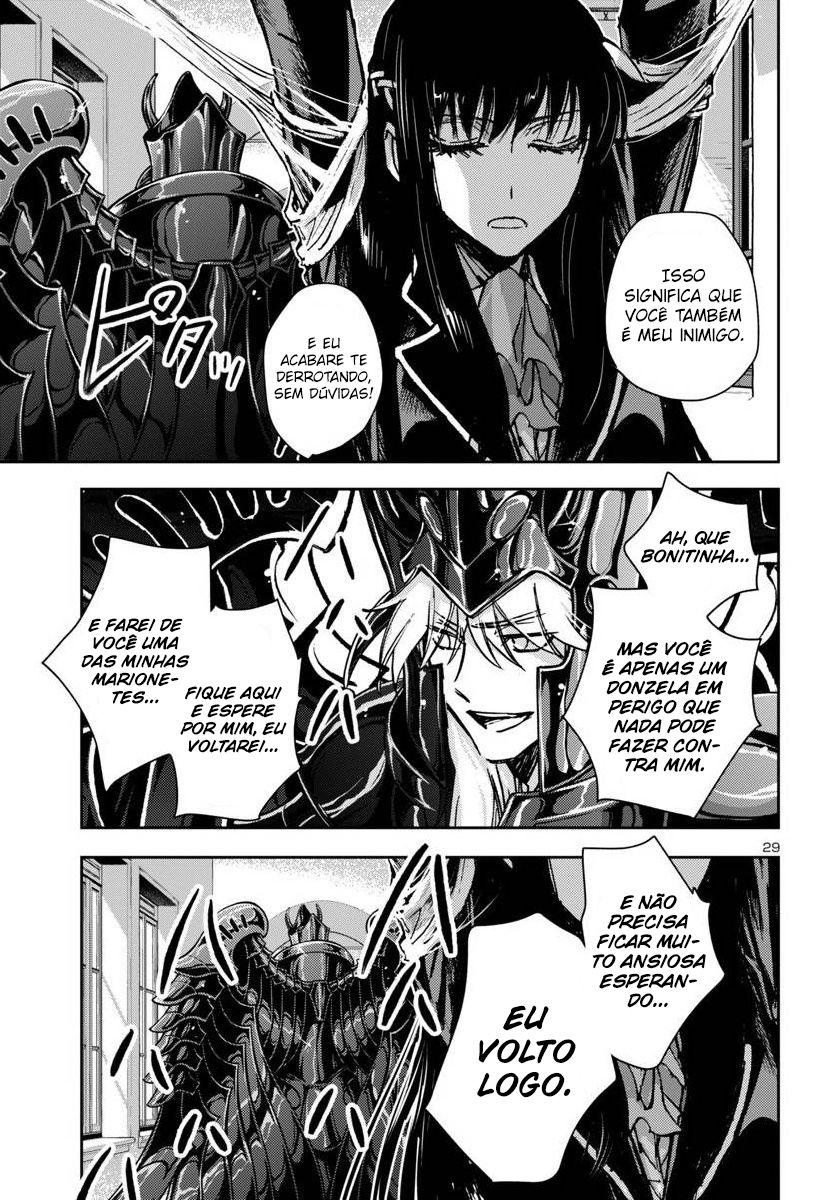 ISSO
SIGNIFICA QUE
VOCÊ TAMBÉM
É MEU INIMIGO.
E EU
ACABARE TE
DERROTANDO,
SEM DÚVIDAS!
ピタッ
AH, QUE
BONITINHA...
MAS VOCÊ
É APENAS UM
DONZELA EM
PERIGO QUE
NADA PODE
FAZER CON-
TRA MIM.
E FAREI DE
VOCÊ UMA
DAS MINHAS
MARIONE-
TES...
FIQUE AQUI
E ESPERE
POR MIM, EU
VOLTAREI...
29
E NÃO
PRECISA
FICAR MUI-
TO ANSIOSA
ESPERAN-
DO...
EU
VOLTO
LOGO.